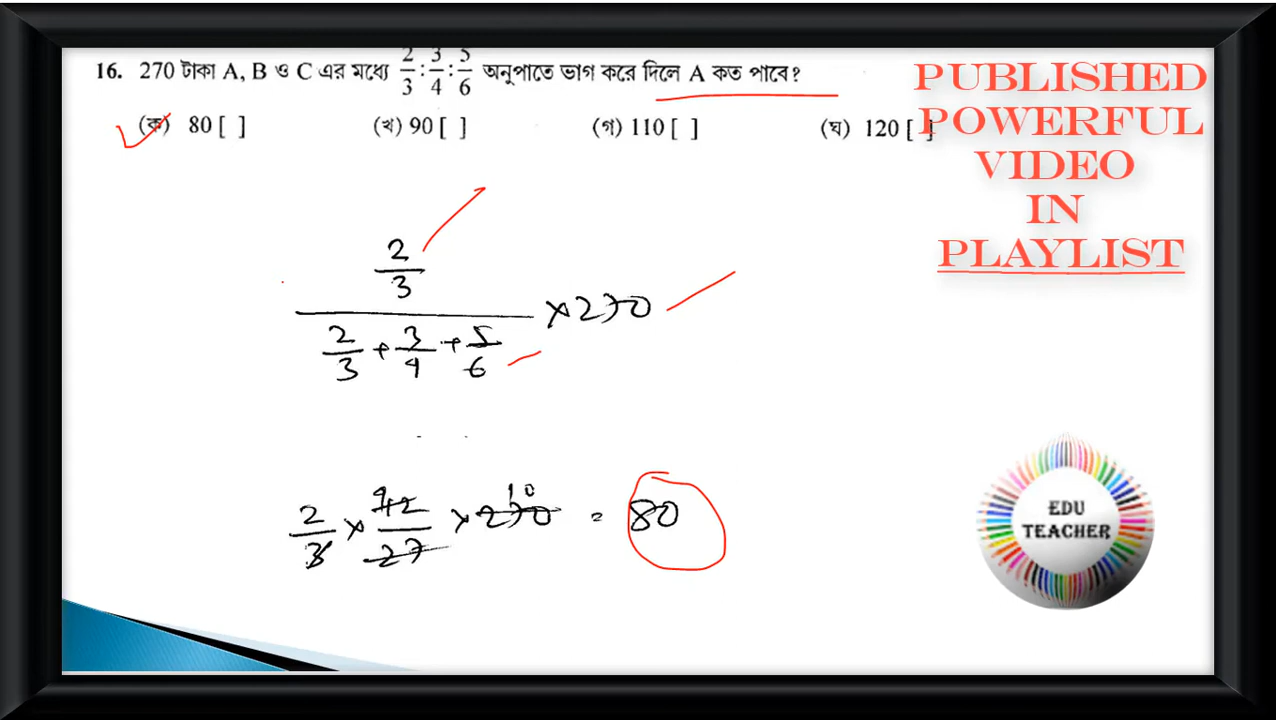 16. 270 টাকা A, B ও C এর মধ্যে 2/3 : 3/4 : 5/6 অনুপাতে ভাগ করে দিলে A কত পাবে?
(ক) 80 [ ] (খ) 90 [ ] (গ) 110 [ ] (ঘ) 120 [ ]
PUBLISHED
POWERFUL
VIDEO
IN
PLAYLIST
2/3
2/3 + 3/4 + 5/6
× 270
10
2/3 × 12/27 × 270 = 80
EDU
TEACHER